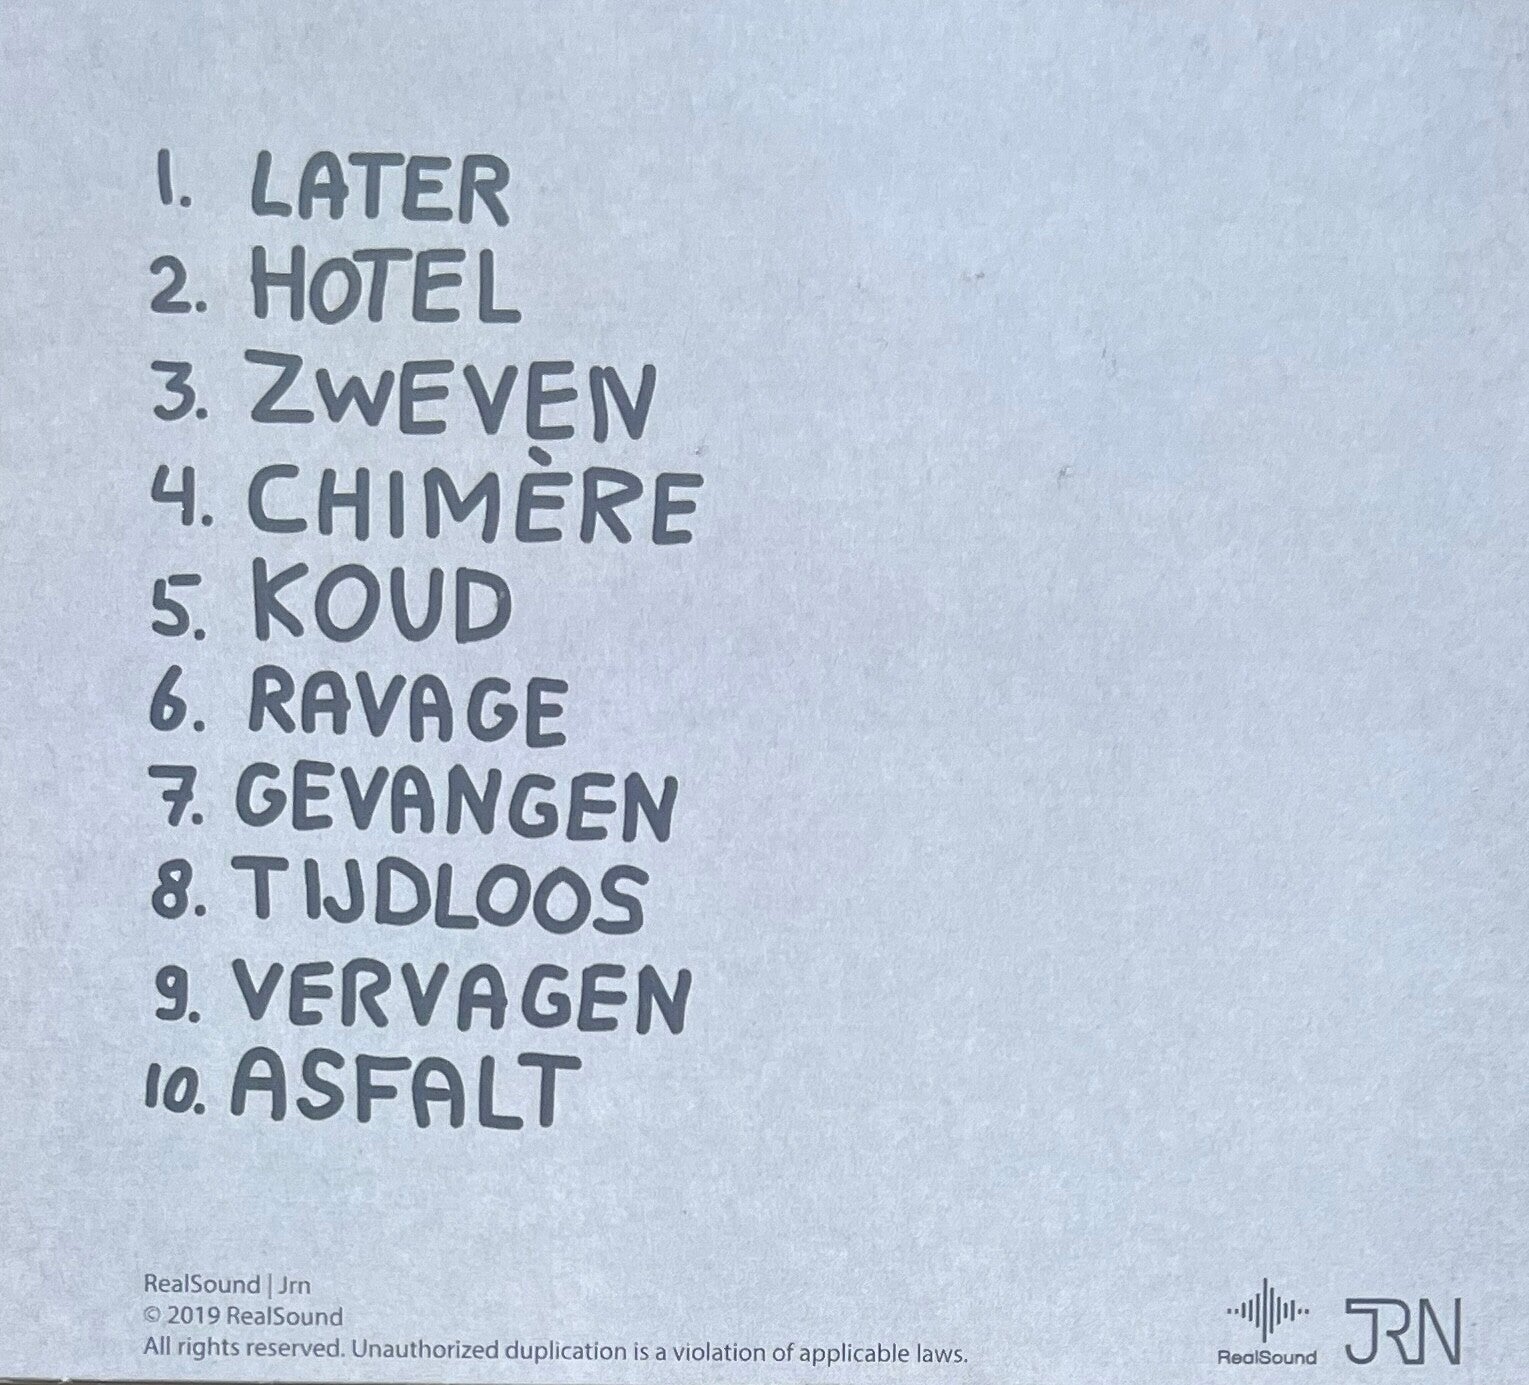 1. LATER
2. HOTEL
3. ZWEVEN
4. CHIMÈRE
5. KOUD
6. RAVAGE
7. GEVANGEN
8. TIJDLOOS
9. VERVAGEN
10. ASFALT
RealSound | Jrn
© 2019 RealSound
All rights reserved. Unauthorized duplication is a violation of applicable laws.
RealSound
JRN